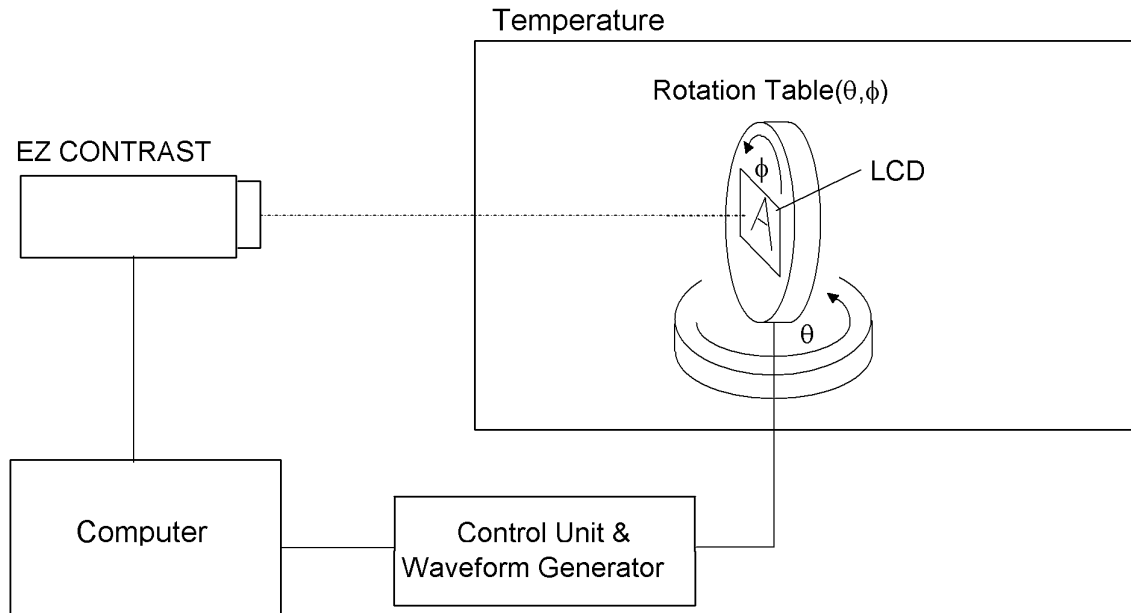 Temperature
Rotation Table(θ,ϕ)
EZ CONTRAST
ϕ
LCD
A
θ
Computer
Control Unit &
Waveform Generator